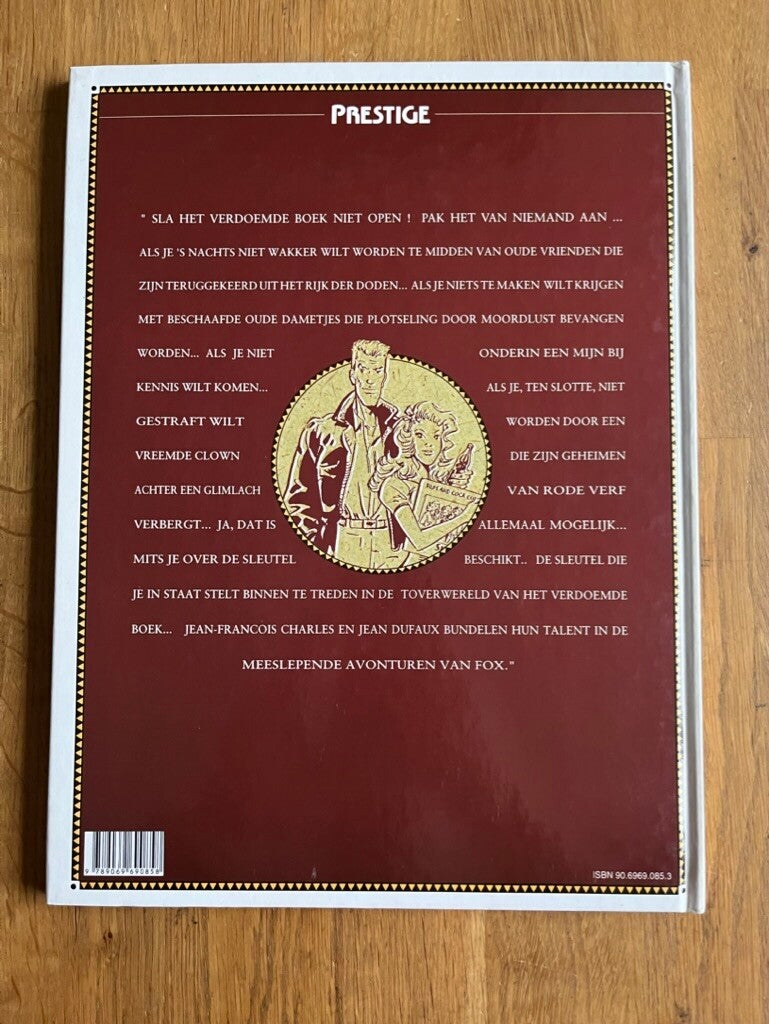 PRESTIGE
" SLA HET VERDOEMDE BOEK NIET OPEN ! PAK HET VAN NIEMAND AAN ...
ALS JE 'S NACHTS NIET WAKKER WILT WORDEN TE MIDDEN VAN OUDE VRIENDEN DIE
ZIJN TERUGGEKEERD UIT HET RIJK DER DODEN... ALS JE NIETS TE MAKEN WILT KRIJGEN
MET BESCHAAFDE OUDE DAMETJES DIE PLOTSELING DOOR MOORDLUST BEVANGEN
WORDEN... ALS JE NIET ONDERIN EEN MIJN BIJ
KENNIS WILT KOMEN... ALS JE, TEN SLOTTE, NIET
GESTRAFT WILT WORDEN DOOR EEN
VREEMDE CLOWN DIE ZIJN GEHEIMEN
ACHTER EEN GLIMLACH VAN RODE VERF
VERBERGT... JA, DAT IS ALLEMAAL MOGELIJK...
MITS JE OVER DE SLEUTEL BESCHIKT.. DE SLEUTEL DIE
JE IN STAAT STELT BINNEN TE TREDEN IN DE TOVERWERELD VAN HET VERDOEMDE
BOEK... JEAN-FRANCOIS CHARLES EN JEAN DUFAUX BUNDELEN HUN TALENT IN DE
MEESLEPENDE AVONTUREN VAN FOX."
9 789069 690858
ISBN 90.6969.085.3